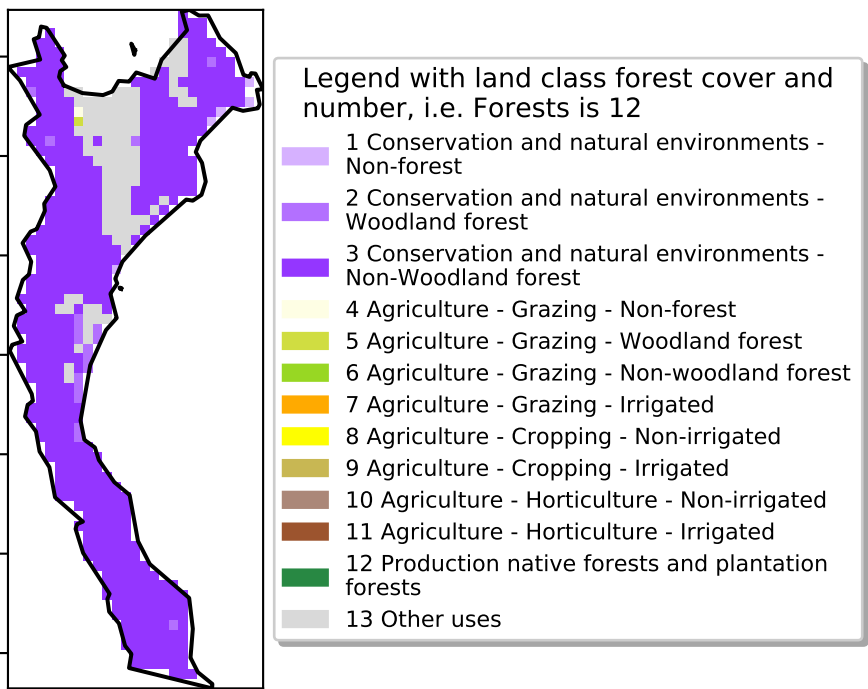 Legend with land class forest cover and
number, i.e. Forests is 12
1 Conservation and natural environments -
Non-forest
2 Conservation and natural environments -
Woodland forest
3 Conservation and natural environments -
Non-Woodland forest
4 Agriculture - Grazing - Non-forest
5 Agriculture - Grazing - Woodland forest
6 Agriculture - Grazing - Non-woodland forest
7 Agriculture - Grazing - Irrigated
8 Agriculture - Cropping - Non-irrigated
9 Agriculture - Cropping - Irrigated
10 Agriculture - Horticulture - Non-irrigated
11 Agriculture - Horticulture - Irrigated
12 Production native forests and plantation
forests
13 Other uses